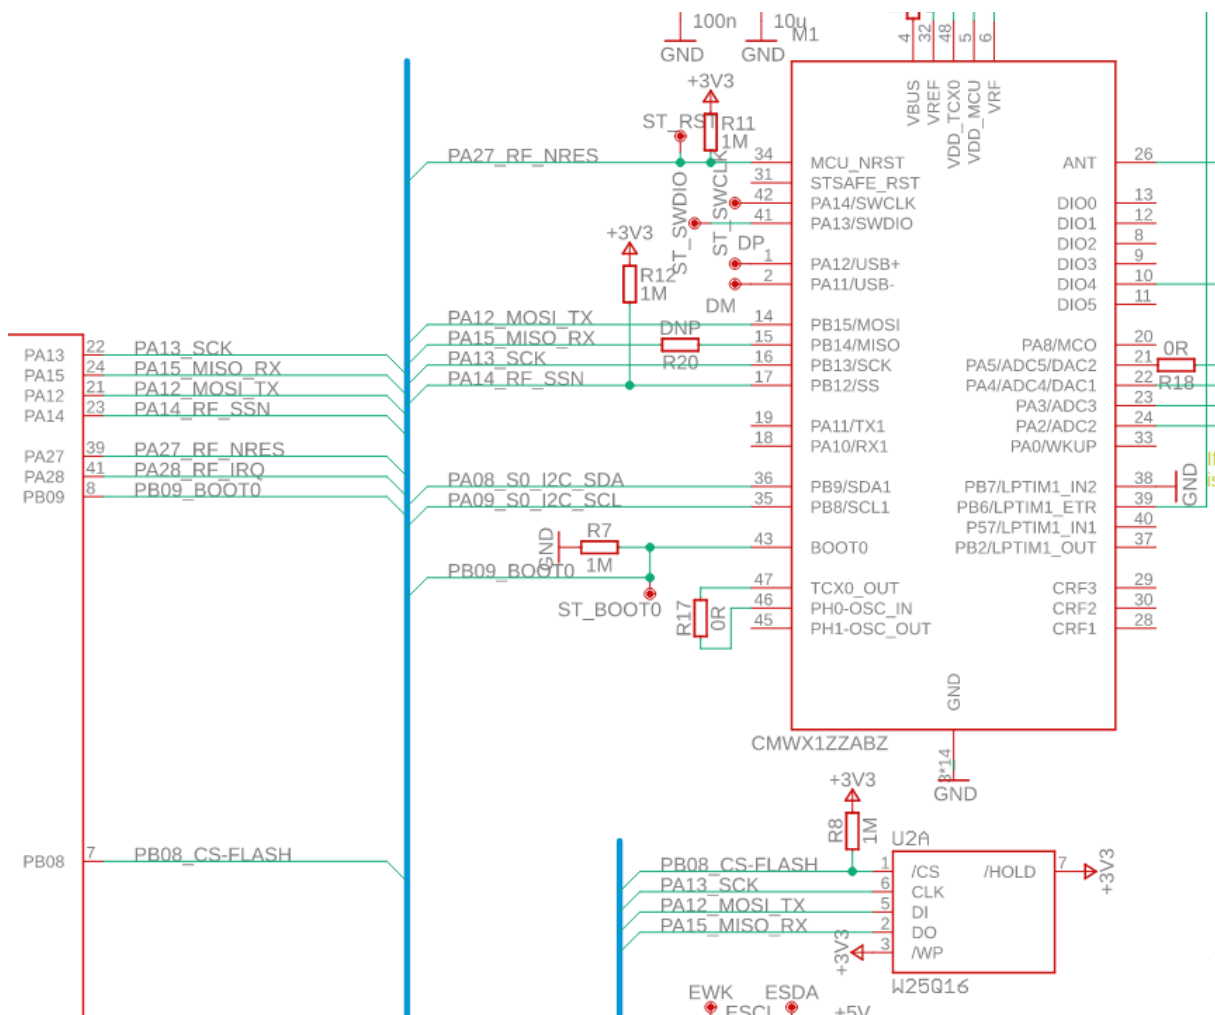 100n
10u
M1
GND
GND
4
32
48
5
6
+3V3
VBUS
VREF
VDD_TCX0
VDD_MCU
VRF
ST_RST
R11
1M
PA27_RF_NRES
34
MCU_NRST
ANT
26
31
STSAFE_RST
ST_SWDIO
ST_SWCLK
42
PA14/SWCLK
DIO0
13
41
PA13/SWDIO
DIO1
12
+3V3
DP
DIO2
8
1
PA12/USB+
DIO3
9
R12
1M
2
PA11/USB-
DIO4
10
DM
DIO5
11
PA12_MOSI_TX
14
PB15/MOSI
DNP
PA15_MISO_RX
15
PB14/MISO
PA8/MCO
20
0R
PA13_SCK
R20
16
PB13/SCK
PA5/ADC5/DAC2
21
PA14_RF_SSN
17
PB12/SS
PA4/ADC4/DAC1
22
R18
PA3/ADC3
23
19
PA11/TX1
PA2/ADC2
24
18
PA10/RX1
PA0/WKUP
33
If
is
PA13
22
PA13_SCK
PA15
24
PA15_MISO_RX
PA12
21
PA12_MOSI_TX
PA14
23
PA14_RF_SSN
PA27
39
PA27_RF_NRES
PA28
41
PA28_RF_IRQ
PB09
8
PB09_BOOT0
PA08_S0_I2C_SDA
36
PB9/SDA1
PB7/LPTIM1_IN2
38
GND
PA09_S0_I2C_SCL
35
PB8/SCL1
PB6/LPTIM1_ETR
39
P57/LPTIM1_IN1
40
GND
R7
1M
43
BOOT0
PB2/LPTIM1_OUT
37
PB09_BOOT0
ST_BOOT0
R17
0R
47
TCX0_OUT
CRF3
29
46
PH0-OSC_IN
CRF2
30
45
PH1-OSC_OUT
CRF1
28
GND
CMWX1ZZABZ
3*14
GND
+3V3
R8
1M
U2A
PB08
7
PB08_CS-FLASH
PB08_CS-FLASH
1
/CS
/HOLD
7
+3V3
PA13_SCK
6
CLK
PA12_MOSI_TX
5
DI
PA15_MISO_RX
2
DO
+3V3
3
/WP
W25Q16
EWK
ESDA
ESCL
+5V